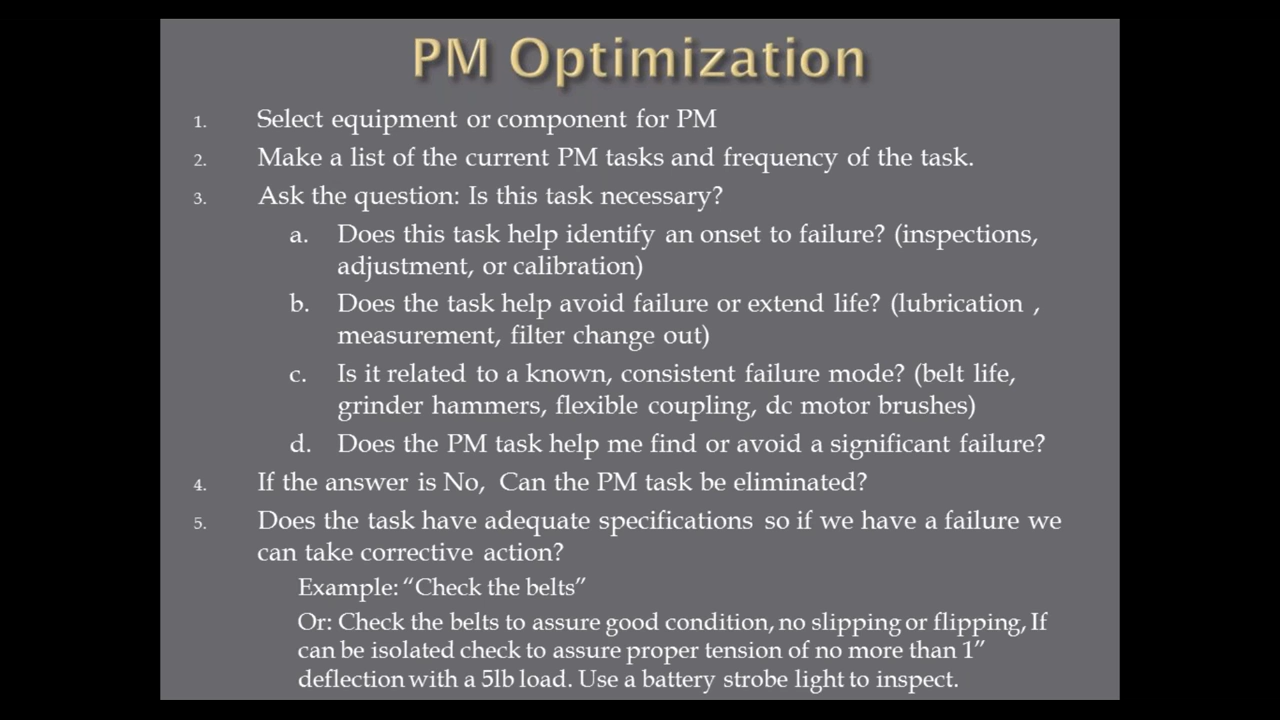 PM Optimization
1. Select equipment or component for PM
2. Make a list of the current PM tasks and frequency of the task.
3. Ask the question: Is this task necessary?
a. Does this task help identify an onset to failure? (inspections,
adjustment, or calibration)
b. Does the task help avoid failure or extend life? (lubrication ,
measurement, filter change out)
c. Is it related to a known, consistent failure mode? (belt life,
grinder hammers, flexible coupling, dc motor brushes)
d. Does the PM task help me find or avoid a significant failure?
4. If the answer is No, Can the PM task be eliminated?
5. Does the task have adequate specifications so if we have a failure we
can take corrective action?
Example: “Check the belts”
Or: Check the belts to assure good condition, no slipping or flipping, If
can be isolated check to assure proper tension of no more than 1”
deflection with a 5lb load. Use a battery strobe light to inspect.